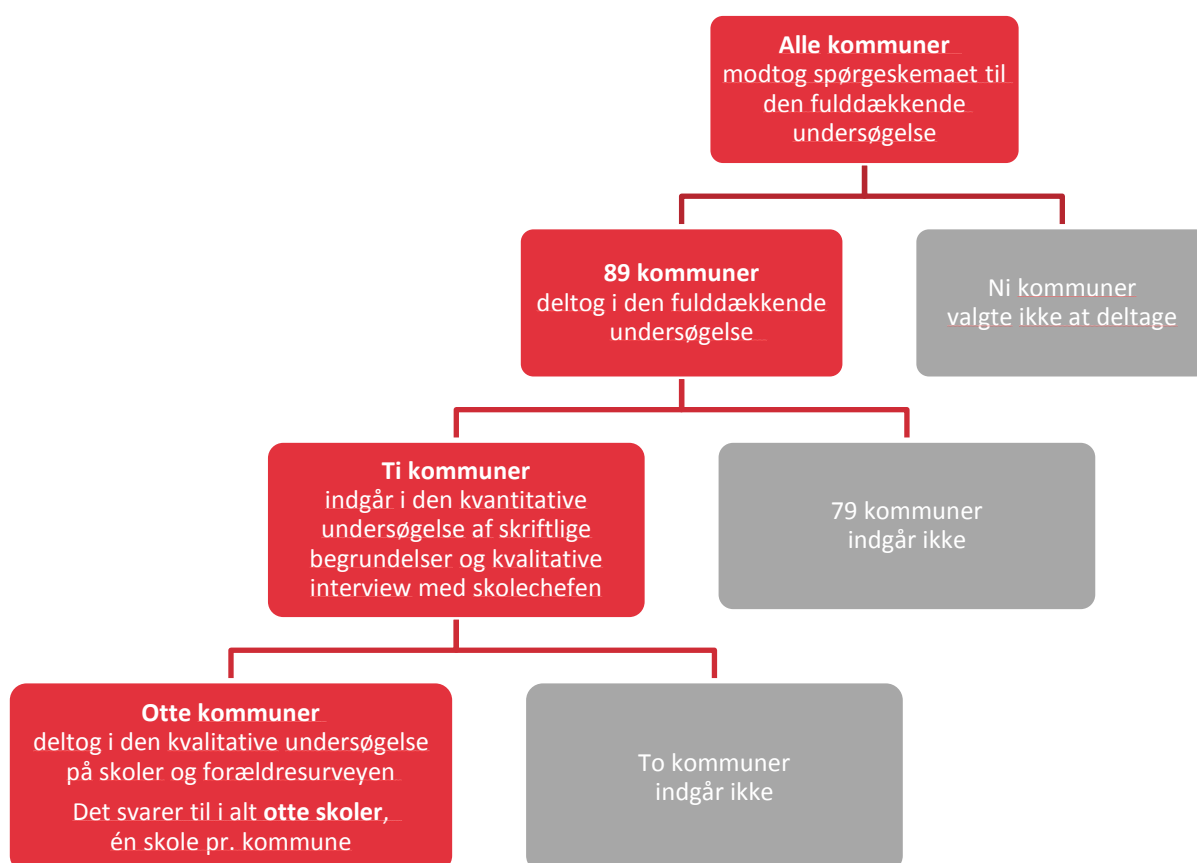 Alle kommuner
modtog spørgeskemaet til
den fulddækkende
undersøgelse
89 kommuner
deltog i den fulddækkende
undersøgelse
Ni kommuner
valgte ikke at deltage
Ti kommuner
indgår i den kvantitative
undersøgelse af skriftlige
begrundelser og kvalitative
interview med skolechefen
79 kommuner
indgår ikke
Otte kommuner
deltog i den kvalitative undersøgelse
på skoler og forældresurveyen
Det svarer til i alt otte skoler,
én skole pr. kommune
To kommuner
indgår ikke